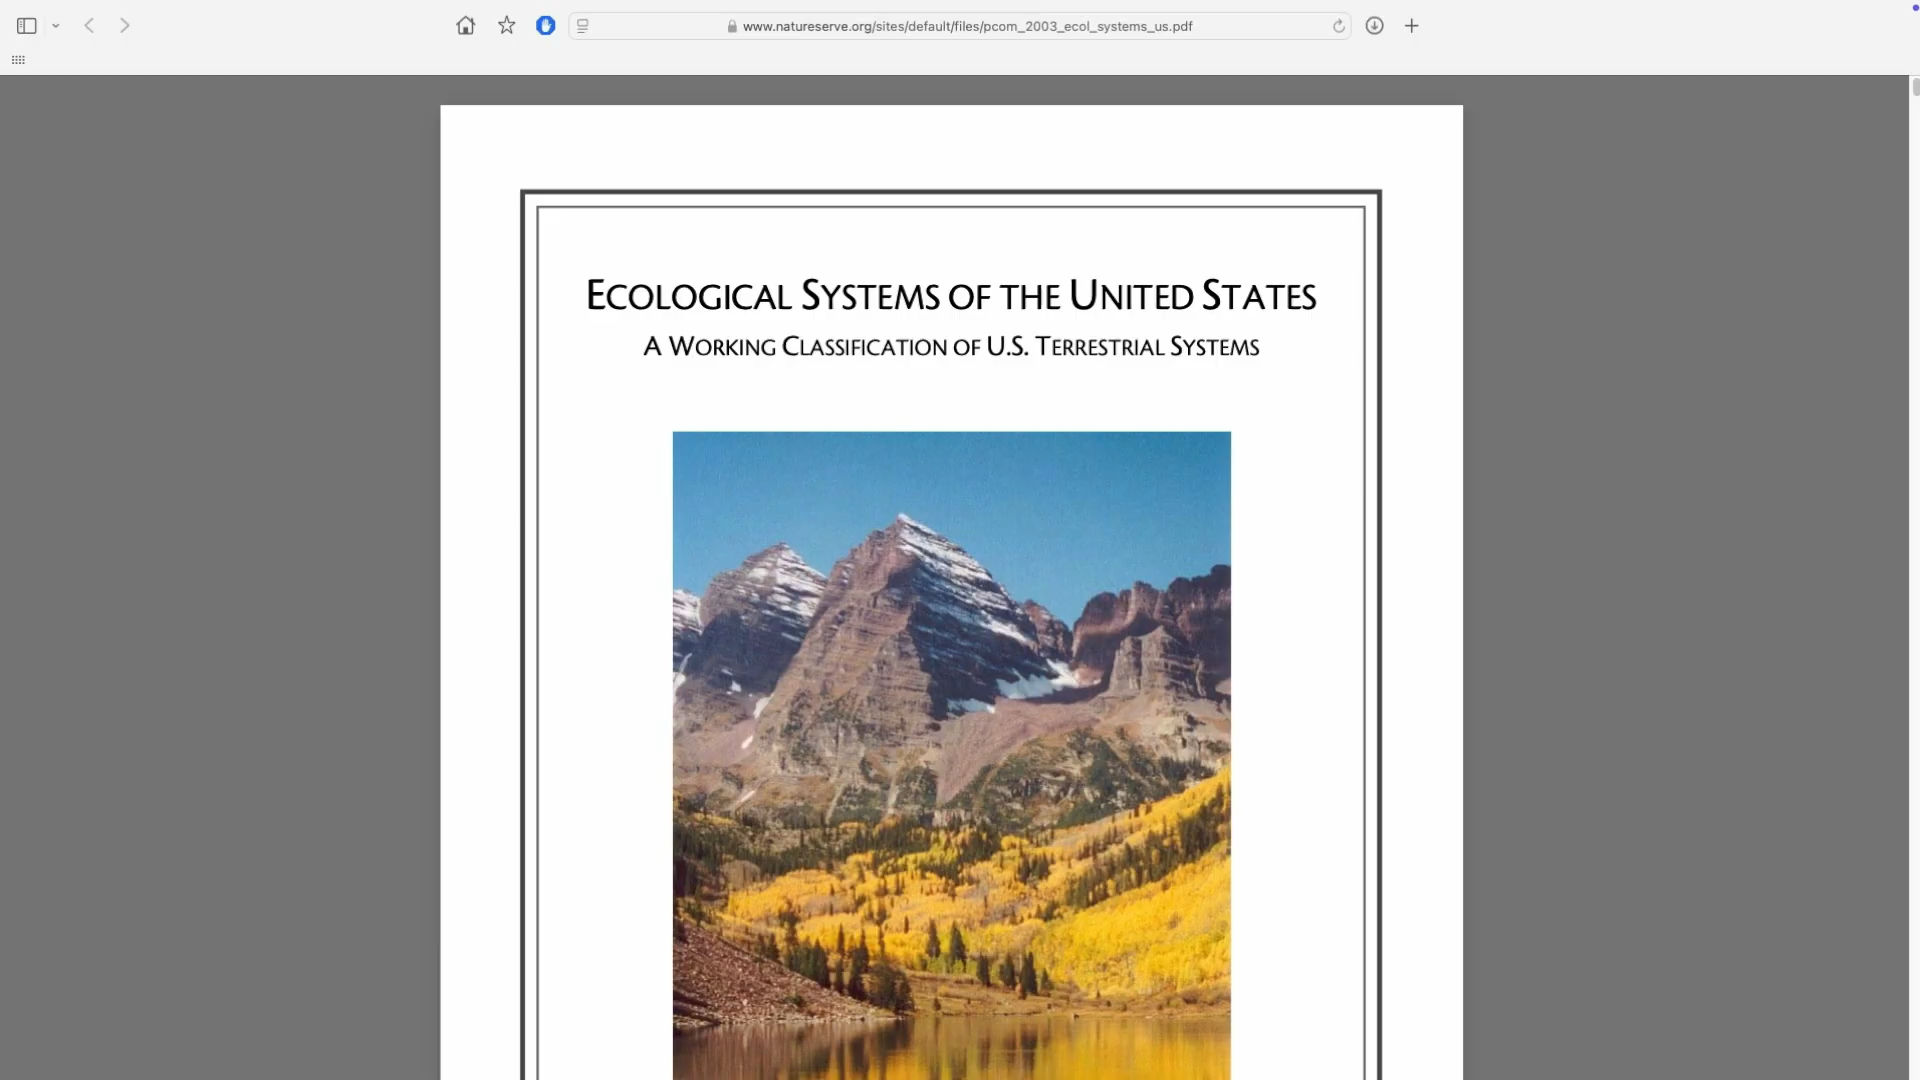 www.natureserve.org/sites/default/files/pcom_2003_ecol_systems_us.pdf
ECOLOGICAL SYSTEMS OF THE UNITED STATES
A WORKING CLASSIFICATION OF U.S. TERRESTRIAL SYSTEMS